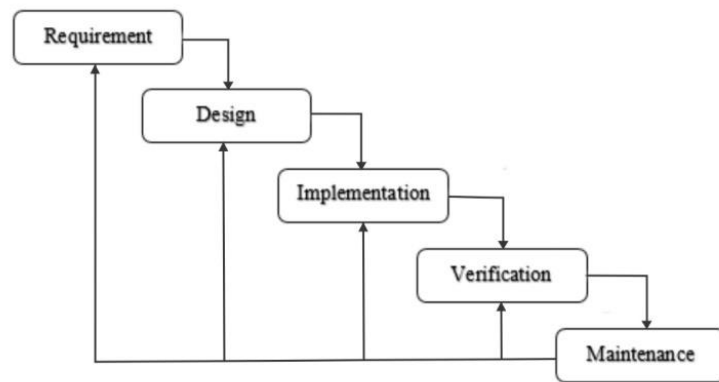 Requirement
Design
Implementation
Verification
Maintenance